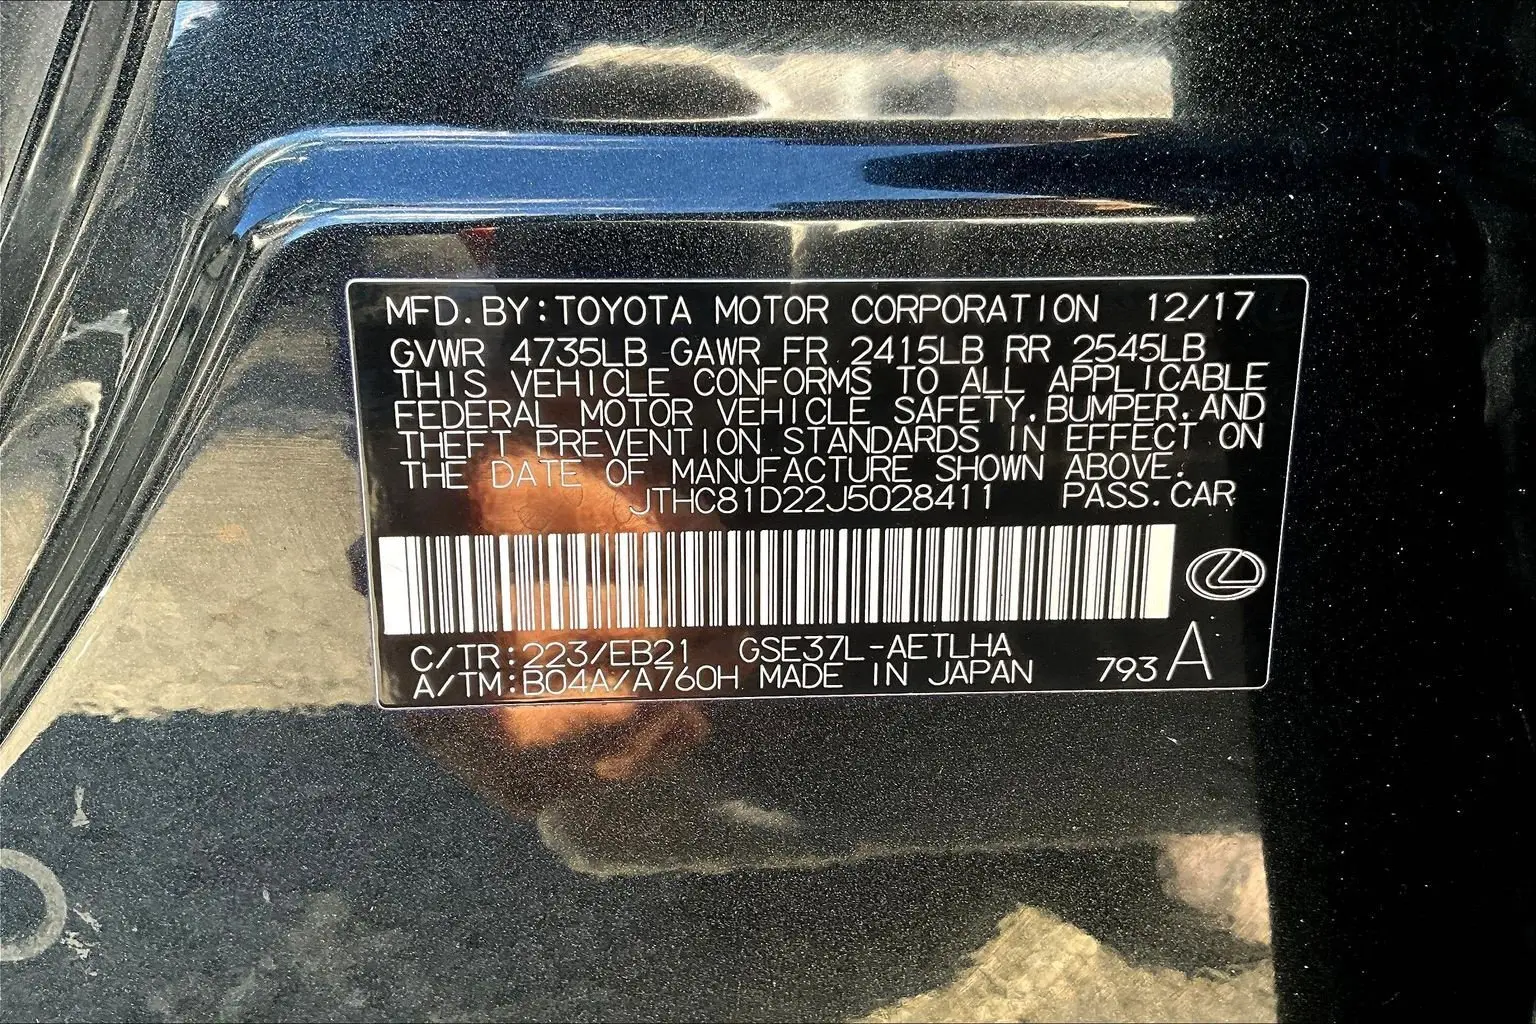 MFD. BY: TOYOTA MOTOR CORPORATION 12/17
GVWR 4735LB GAWR FR 2415LB RR 2545LB
THIS VEHICLE CONFORMS TO ALL APPLICABLE
FEDERAL MOTOR VEHICLE SAFETY, BUMPER, AND
THEFT PREVENTION STANDARDS IN EFFECT ON
THE DATE OF MANUFACTURE SHOWN ABOVE.
JTHC81D22J5028411 PASS. CAR
C/TR: 223/EB21 GSE37L-AETLHA
A/TM: B04A/A760H MADE IN JAPAN 793 A